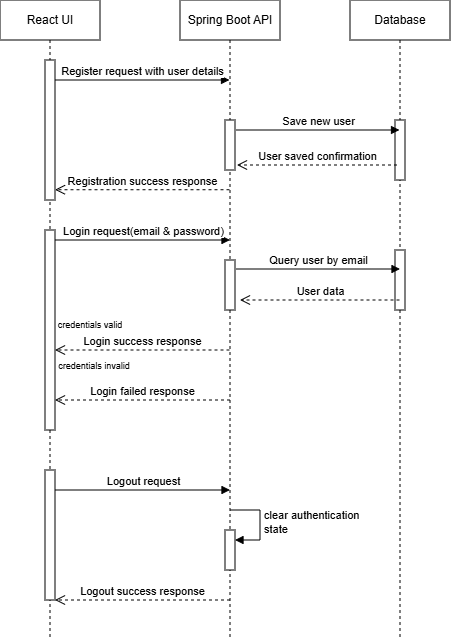 React UI
Spring Boot API
Database
Register request with user details
Save new user
User saved confirmation
Registration success response
Login request(email & password)
Query user by email
User data
credentials valid
Login success response
credentials invalid
Login failed response
Logout request
clear authentication
state
Logout success response